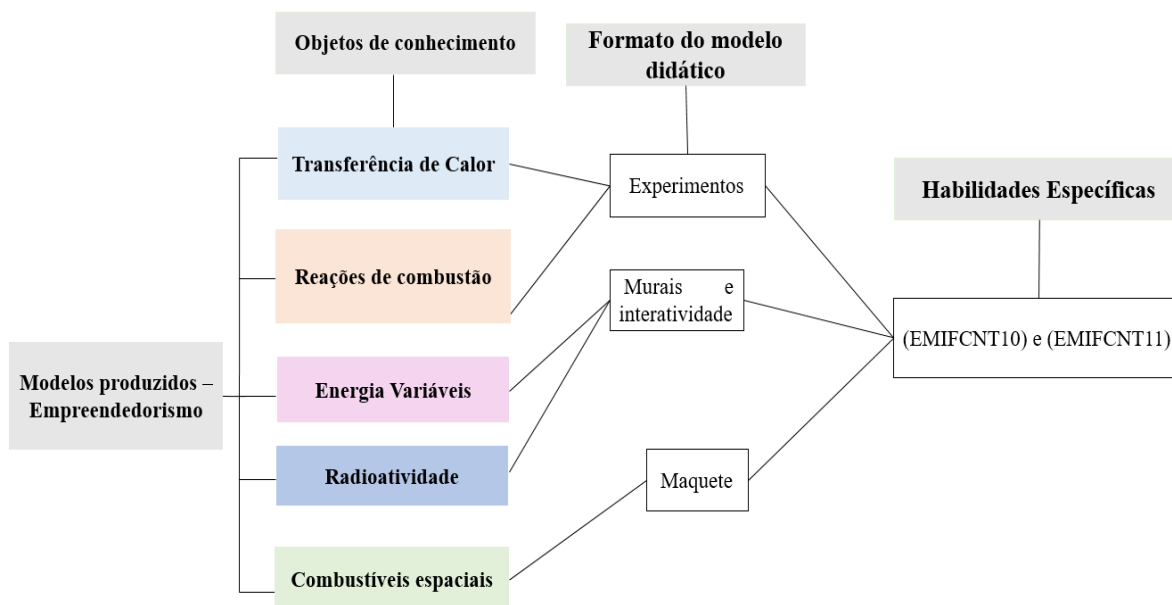 Objetos de conhecimento
Formato do modelo
didático
Transferência de Calor
Experimentos
Habilidades Específicas
Reações de combustão
Murais e
interatividade
(EMIFCNT10) e (EMIFCNT11)
Modelos produzidos –
Empreendedorismo
Energia Variáveis
Radioatividade
Maquete
Combustíveis espaciais